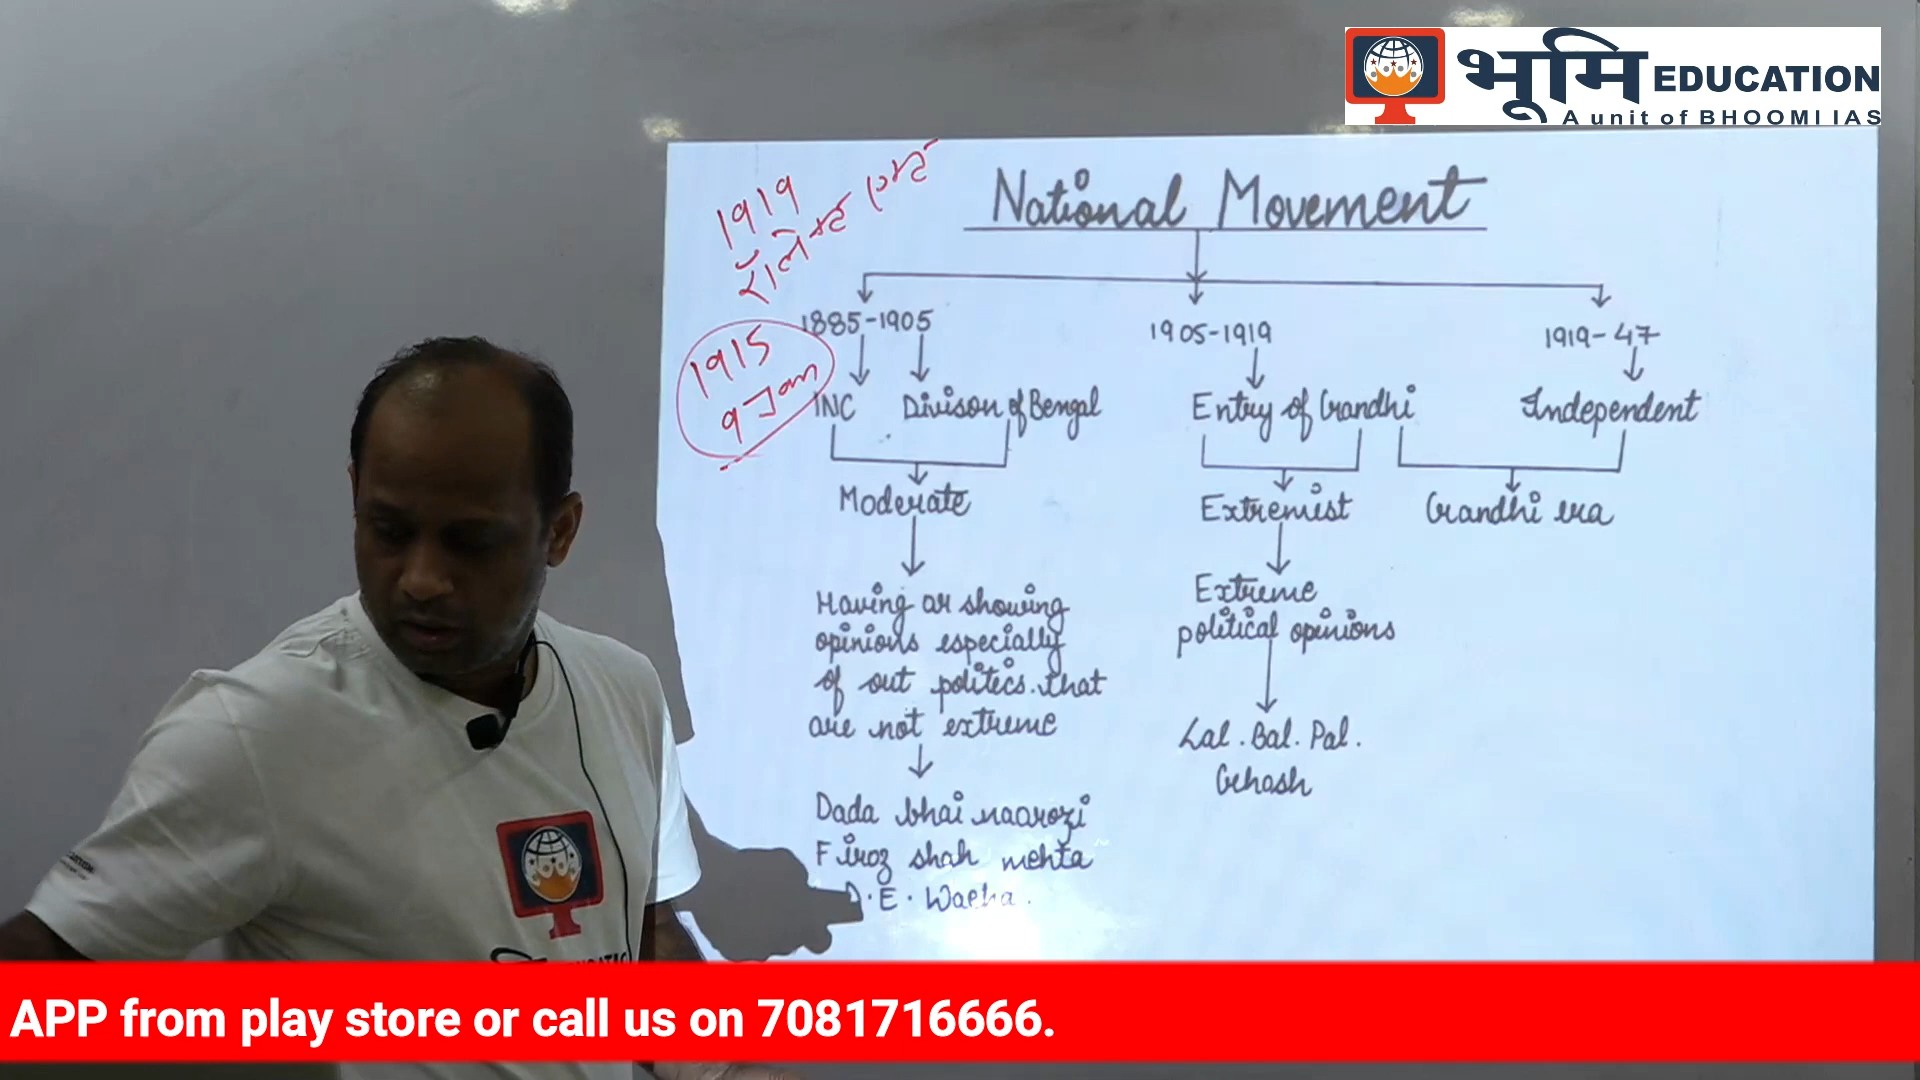 भूमि EDUCATION
A unit of BHOOMI IAS
National Movement
1919
रॉलेक्ट एक्ट
1885-1905
1905-1919
1919-47
1915
9 Jan
INC
Divison of Bengal
Entry of Gandhi
Independent
Moderate
Extremist
Gandhi era
Having or showing
opinions especially
of out politics that
are not extreme
Extreme
political opinions
Lal. Bal. Pal.
Ghosh
Dada bhai naorozi
Firoz shah mehta
D.E. Wacha.
APP from play store or call us on 7081716666.